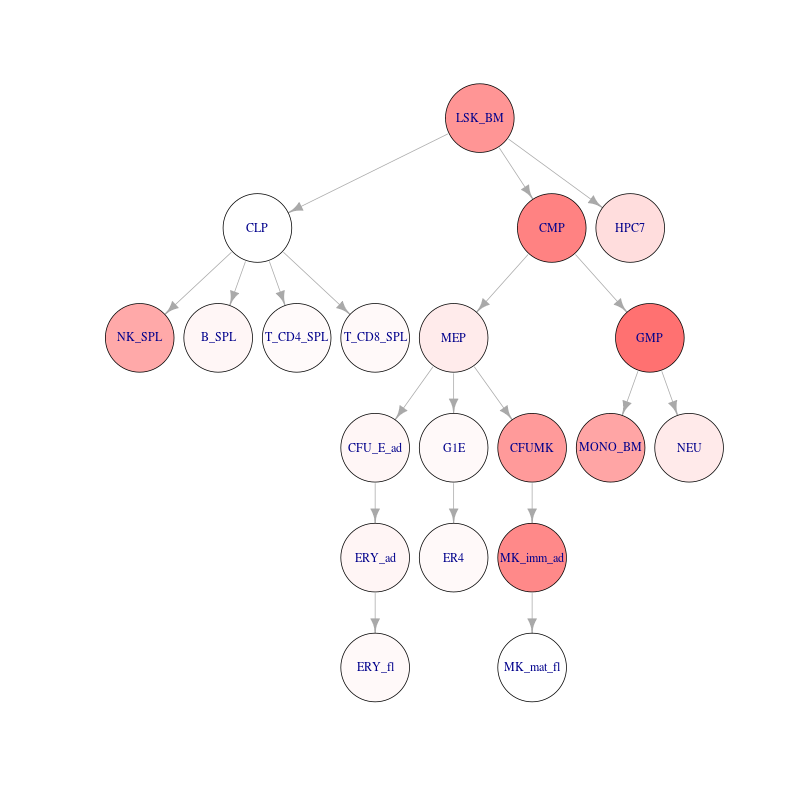 LSK_BM
CLP
CMP
HPC7
NK_SPL
B_SPL
T_CD4_SPL
T_CD8_SPL
MEP
GMP
CFU_E_ad
G1E
CFUMK
MONO_BM
NEU
ERY_ad
ER4
MK_imm_ad
ERY_fl
MK_mat_fl